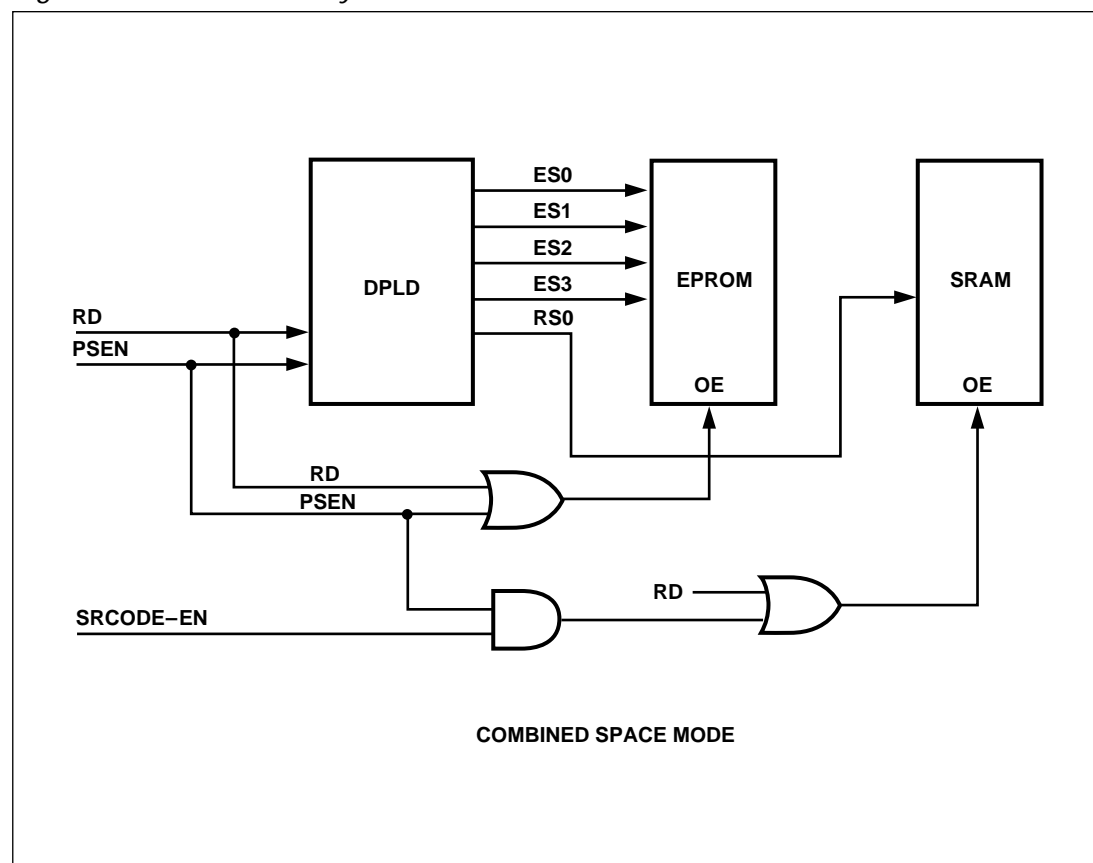 ES0
ES1
ES2
DPLD
EPROM
SRAM
ES3
RD
RS0
PSEN
OE
OE
RD
PSEN
RD
SRCODE–EN
COMBINED SPACE MODE